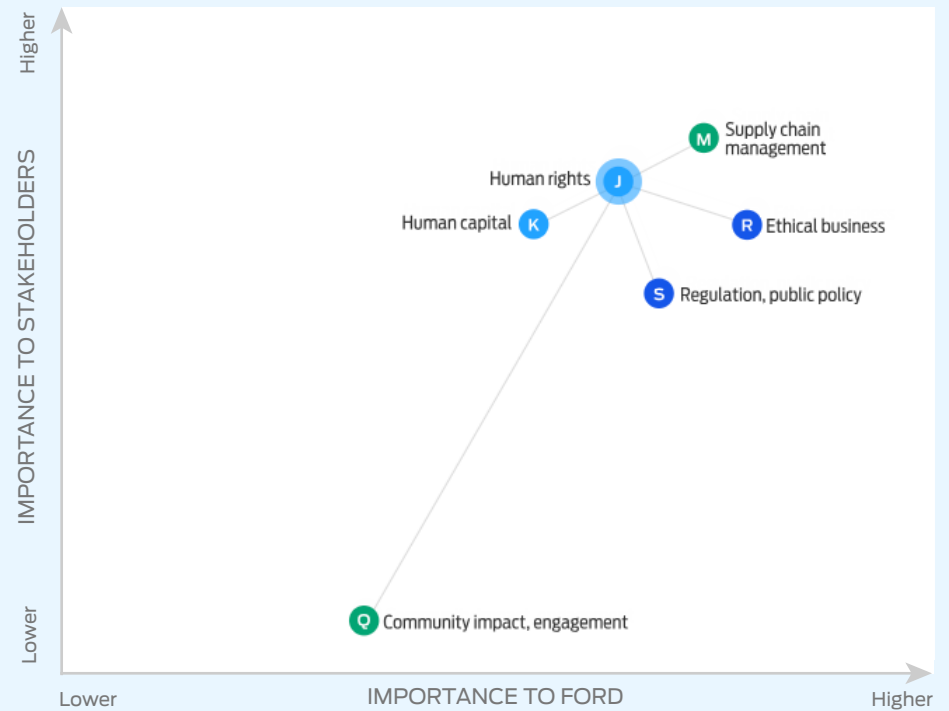 Higher
IMPORTANCE TO STAKEHOLDERS
Lower
M
Supply chain
management
Human rights
J
Human capital
K
R
Ethical business
S
Regulation, public policy
Q
Community impact, engagement
Lower
IMPORTANCE TO FORD
Higher